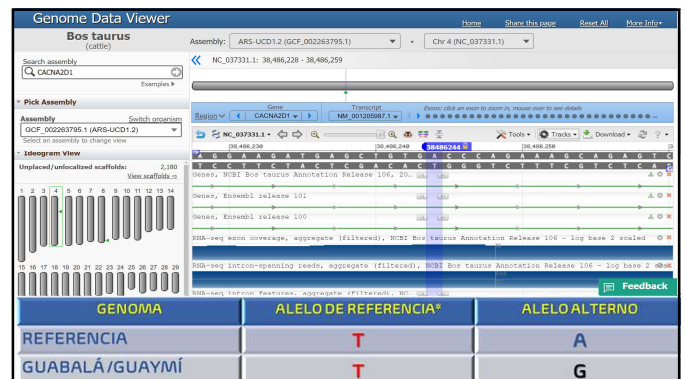 Genome Data Viewer
Home Share this page Reset All More Info▾
Bos taurus
(cattle)
Assembly: ARS-UCD1.2 (GCF_002263795.1) • Chr 4 (NC_037331.1)
Search assembly
CACNA2D1
Examples
NC_037331.1: 38,486,228 - 38,486,259
Pick Assembly
Assembly Switch organism
GCF_002263795.1 (ARS-UCD1.2)
Select an assembly to change view
Region Gene CACNA2D1 Transcript NM_001205987.1 Exons: click an exon to zoom in, mouse over to see details
NC_037331.1 Tools Tracks Download ?
38,486,230 38,486,240 38486244 38,486,250
Ideogram View
Unplaced/unlocalized scaffolds: 2,180
View scaffolds
A G G A A G A T G A G C T G T G A C C C A G A A A G C A G A G T G
T C C T T C T A C T C G A C A C T G G G T C T T T C G T C T C A C
Genes, NCBI Bos taurus Annotation Release 106, 20…
Genes, Ensembl release 101
Genes, Ensembl release 100
1 2 3 4 5 6 7 8 9 10 11 12 13 14
RNA-seq exon coverage, aggregate (filtered), NCBI Bos taurus Annotation Release 106 - log base 2 scaled
15 16 17 18 19 20 21 22 23 24 25 26 27 28 29
RNA-seq intron-spanning reads, aggregate (filtered), NCBI Bos taurus Annotation Release 106 - log base 2 scal
RNA-seq intron features, aggregate (filtered), NC…
Feedback
GENOMA ALELO DE REFERENCIA* ALELO ALTERNO
REFERENCIA T A
GUABALÁ/GUAYMÍ T G